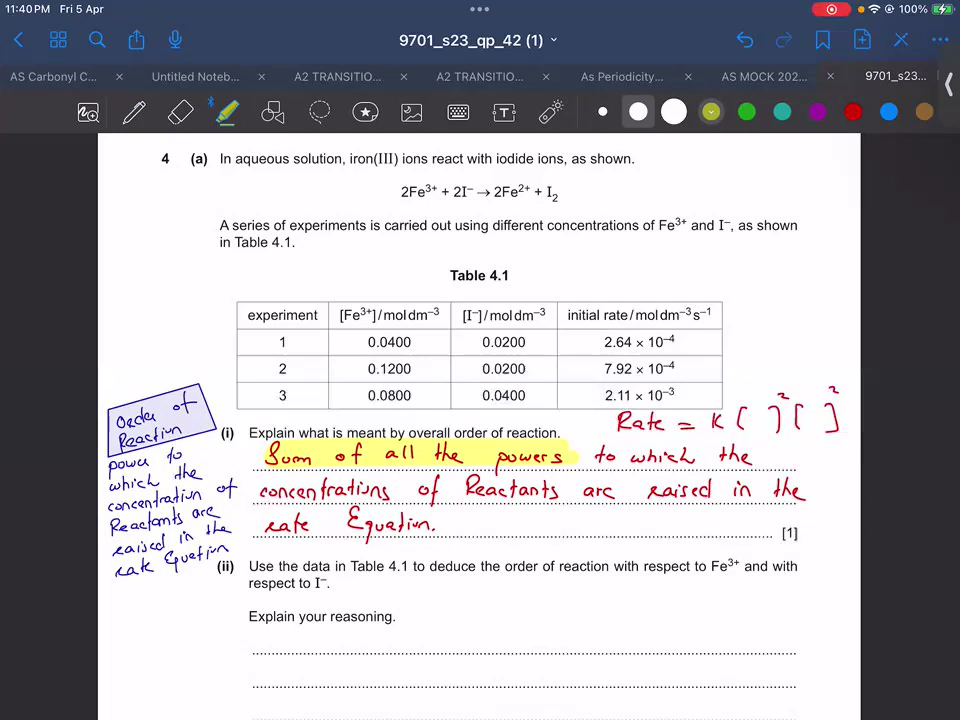 11:40 PM Fri 5 Apr
100%
9701_s23_qp_42 (1)
AS Carbonyl C...
Untitled Noteb...
A2 TRANSITIO...
A2 TRANSITIO...
As Periodicity...
AS MOCK 202...
9701_s23...
4 (a) In aqueous solution, iron(III) ions react with iodide ions, as shown.
2Fe³⁺ + 2I⁻ → 2Fe²⁺ + I₂
A series of experiments is carried out using different concentrations of Fe³⁺ and I⁻, as shown
in Table 4.1.
Table 4.1
experiment [Fe³⁺] / mol dm⁻³ [I⁻] / mol dm⁻³ initial rate / mol dm⁻³ s⁻¹
1 0.0400 0.0200 2.64 × 10⁻⁴
2 0.1200 0.0200 7.92 × 10⁻⁴
3 0.0800 0.0400 2.11 × 10⁻³
Rate = K [ ]² [ ]²
(i) Explain what is meant by overall order of reaction.
Sum of all the powers to which the
concentrations of Reactants are raised in the
rate Equation.
[1]
Order of
Reaction
power to
which the
concentration of
Reactants are
raised in the
rate Equation
(ii) Use the data in Table 4.1 to deduce the order of reaction with respect to Fe³⁺ and with
respect to I⁻.
Explain your reasoning.